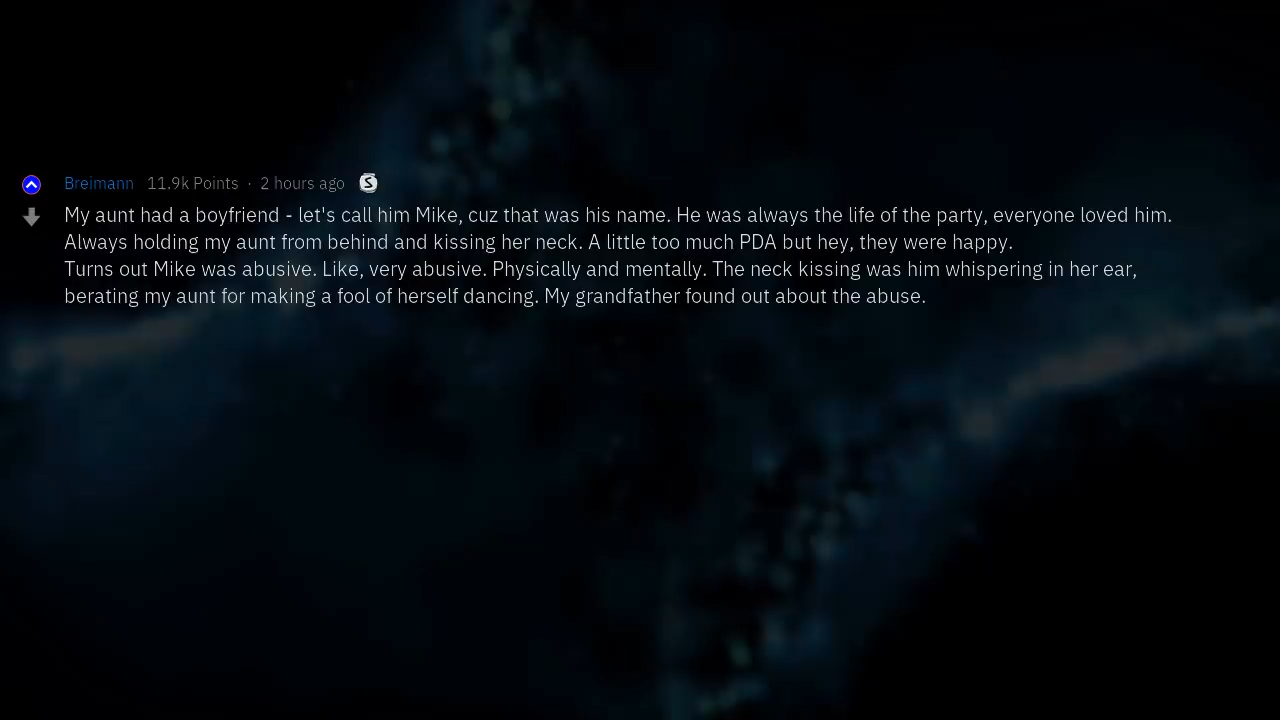 Breimann 11.9k Points · 2 hours ago S
My aunt had a boyfriend - let's call him Mike, cuz that was his name. He was always the life of the party, everyone loved him.
Always holding my aunt from behind and kissing her neck. A little too much PDA but hey, they were happy.
Turns out Mike was abusive. Like, very abusive. Physically and mentally. The neck kissing was him whispering in her ear,
berating my aunt for making a fool of herself dancing. My grandfather found out about the abuse.